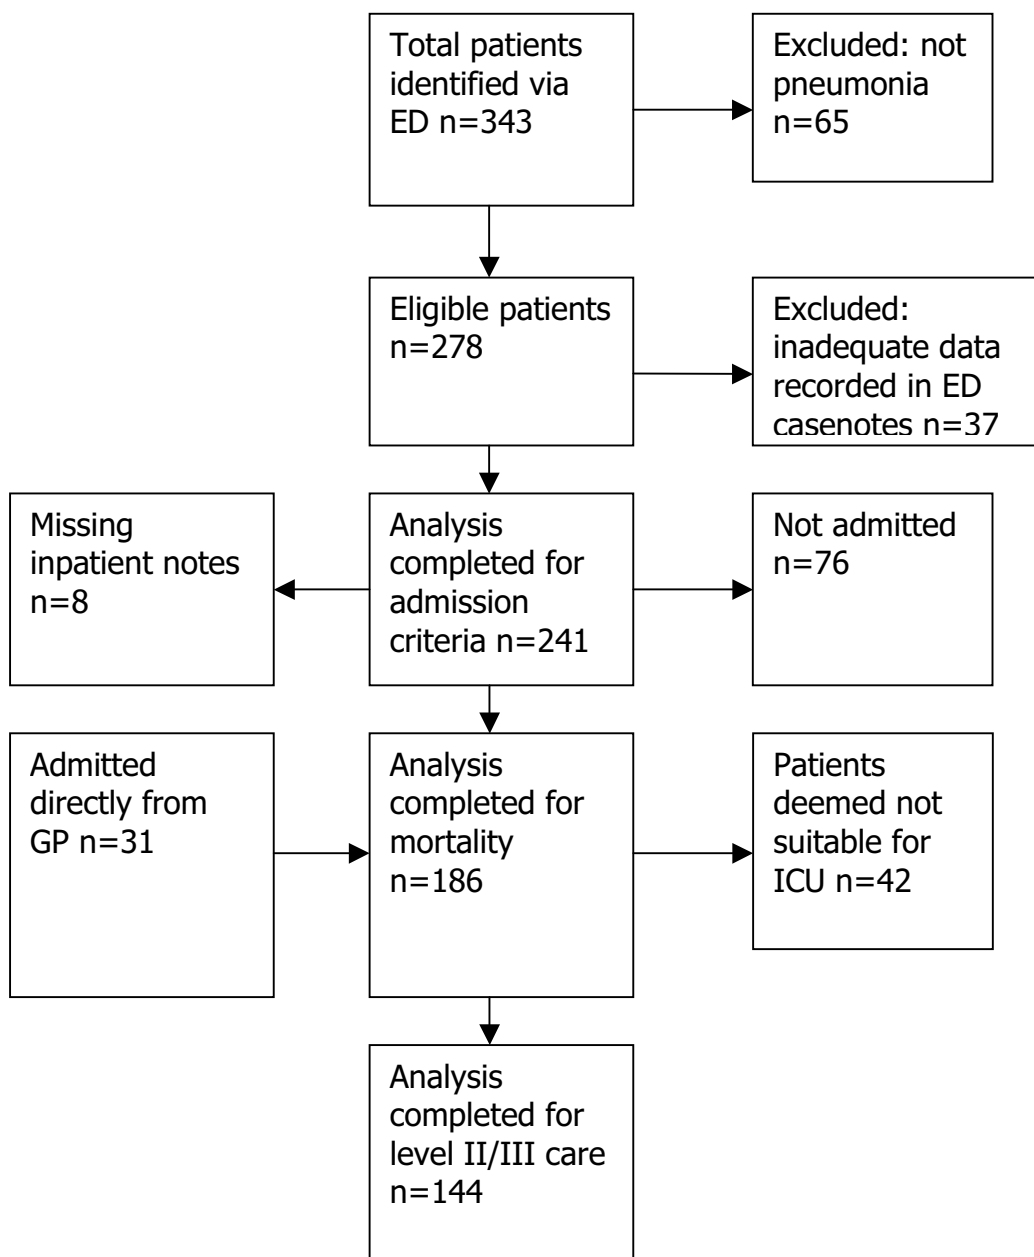 Total patients
identified via
ED n=343
Excluded: not
pneumonia
n=65
Eligible patients
n=278
Excluded:
inadequate data
recorded in ED
casenotes n=37
Missing
inpatient notes
n=8
Analysis
completed for
admission
criteria n=241
Not admitted
n=76
Admitted
directly from
GP n=31
Analysis
completed for
mortality
n=186
Patients
deemed not
suitable for
ICU n=42
Analysis
completed for
level II/III care
n=144